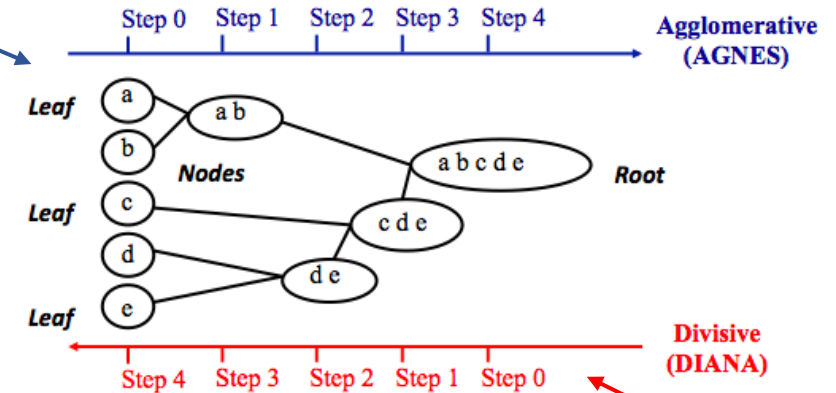 Step 0 Step 1 Step 2 Step 3 Step 4
Agglomerative
(AGNES)
Leaf
a
a b
b
Nodes
a b c d e
Root
Leaf
c
c d e
d
d e
Leaf
e
Divisive
(DIANA)
Step 4 Step 3 Step 2 Step 1 Step 0